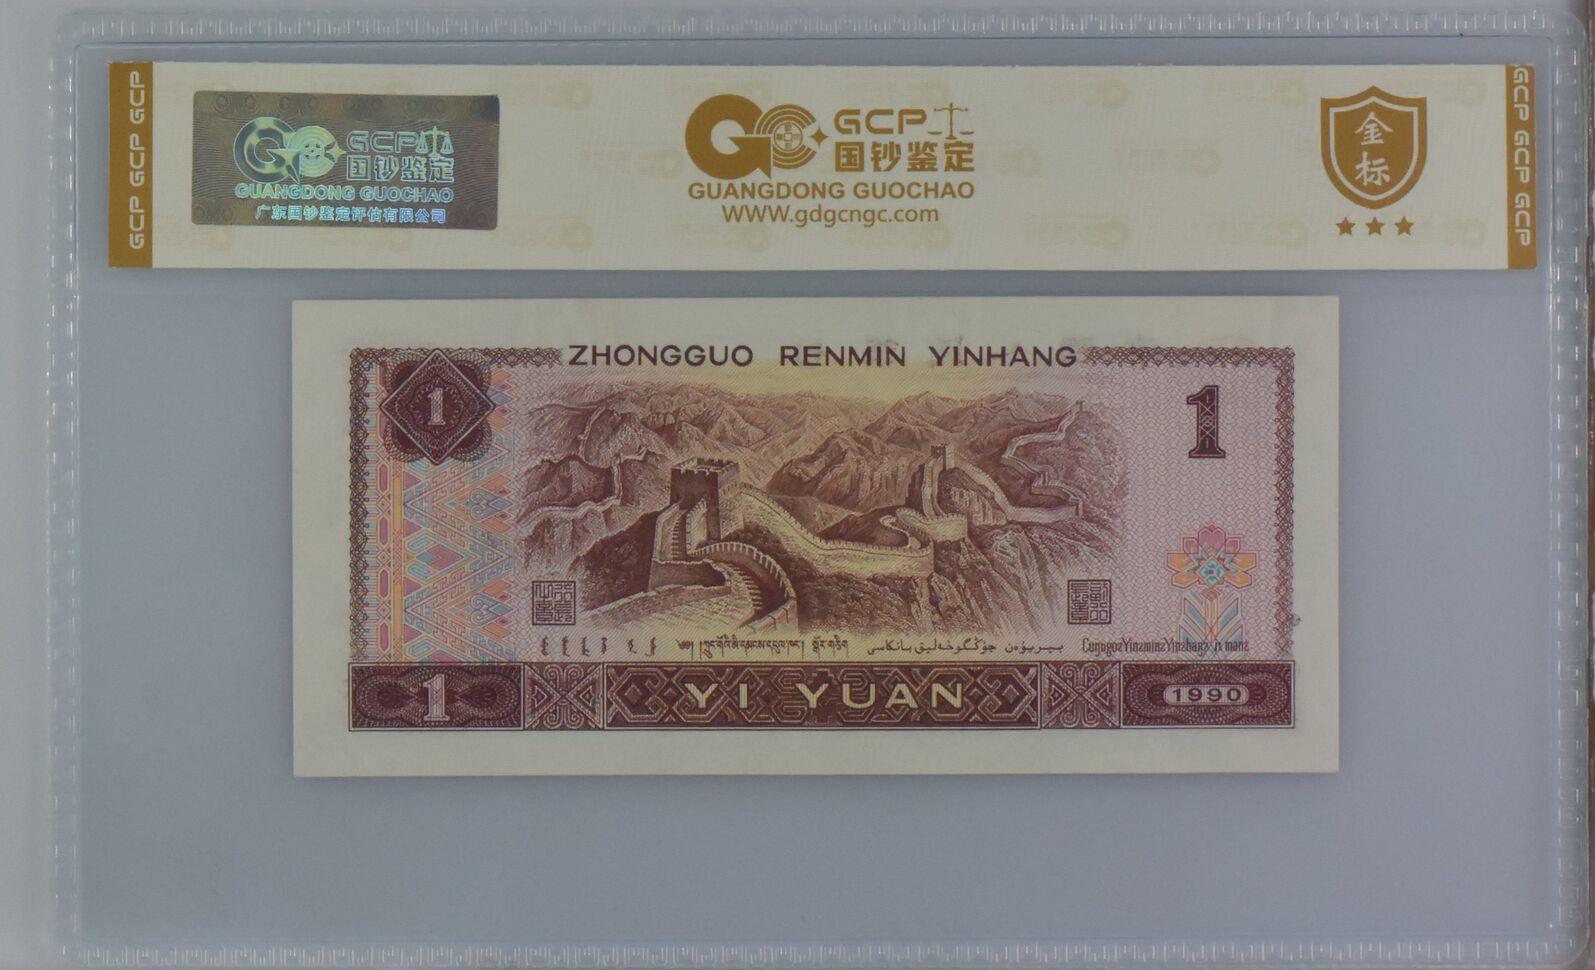 GCP GCP GCP
GCP
国钞鉴定
GUANGDONG GUOCHAO
广东国钞鉴定评估有限公司
GCP
国钞鉴定
GUANGDONG GUOCHAO
WWW.gdgcngc.com
金
标
GCP GCP GCP
ZHONGGUO RENMIN YINHANG
1
1
YI YUAN
1
1990